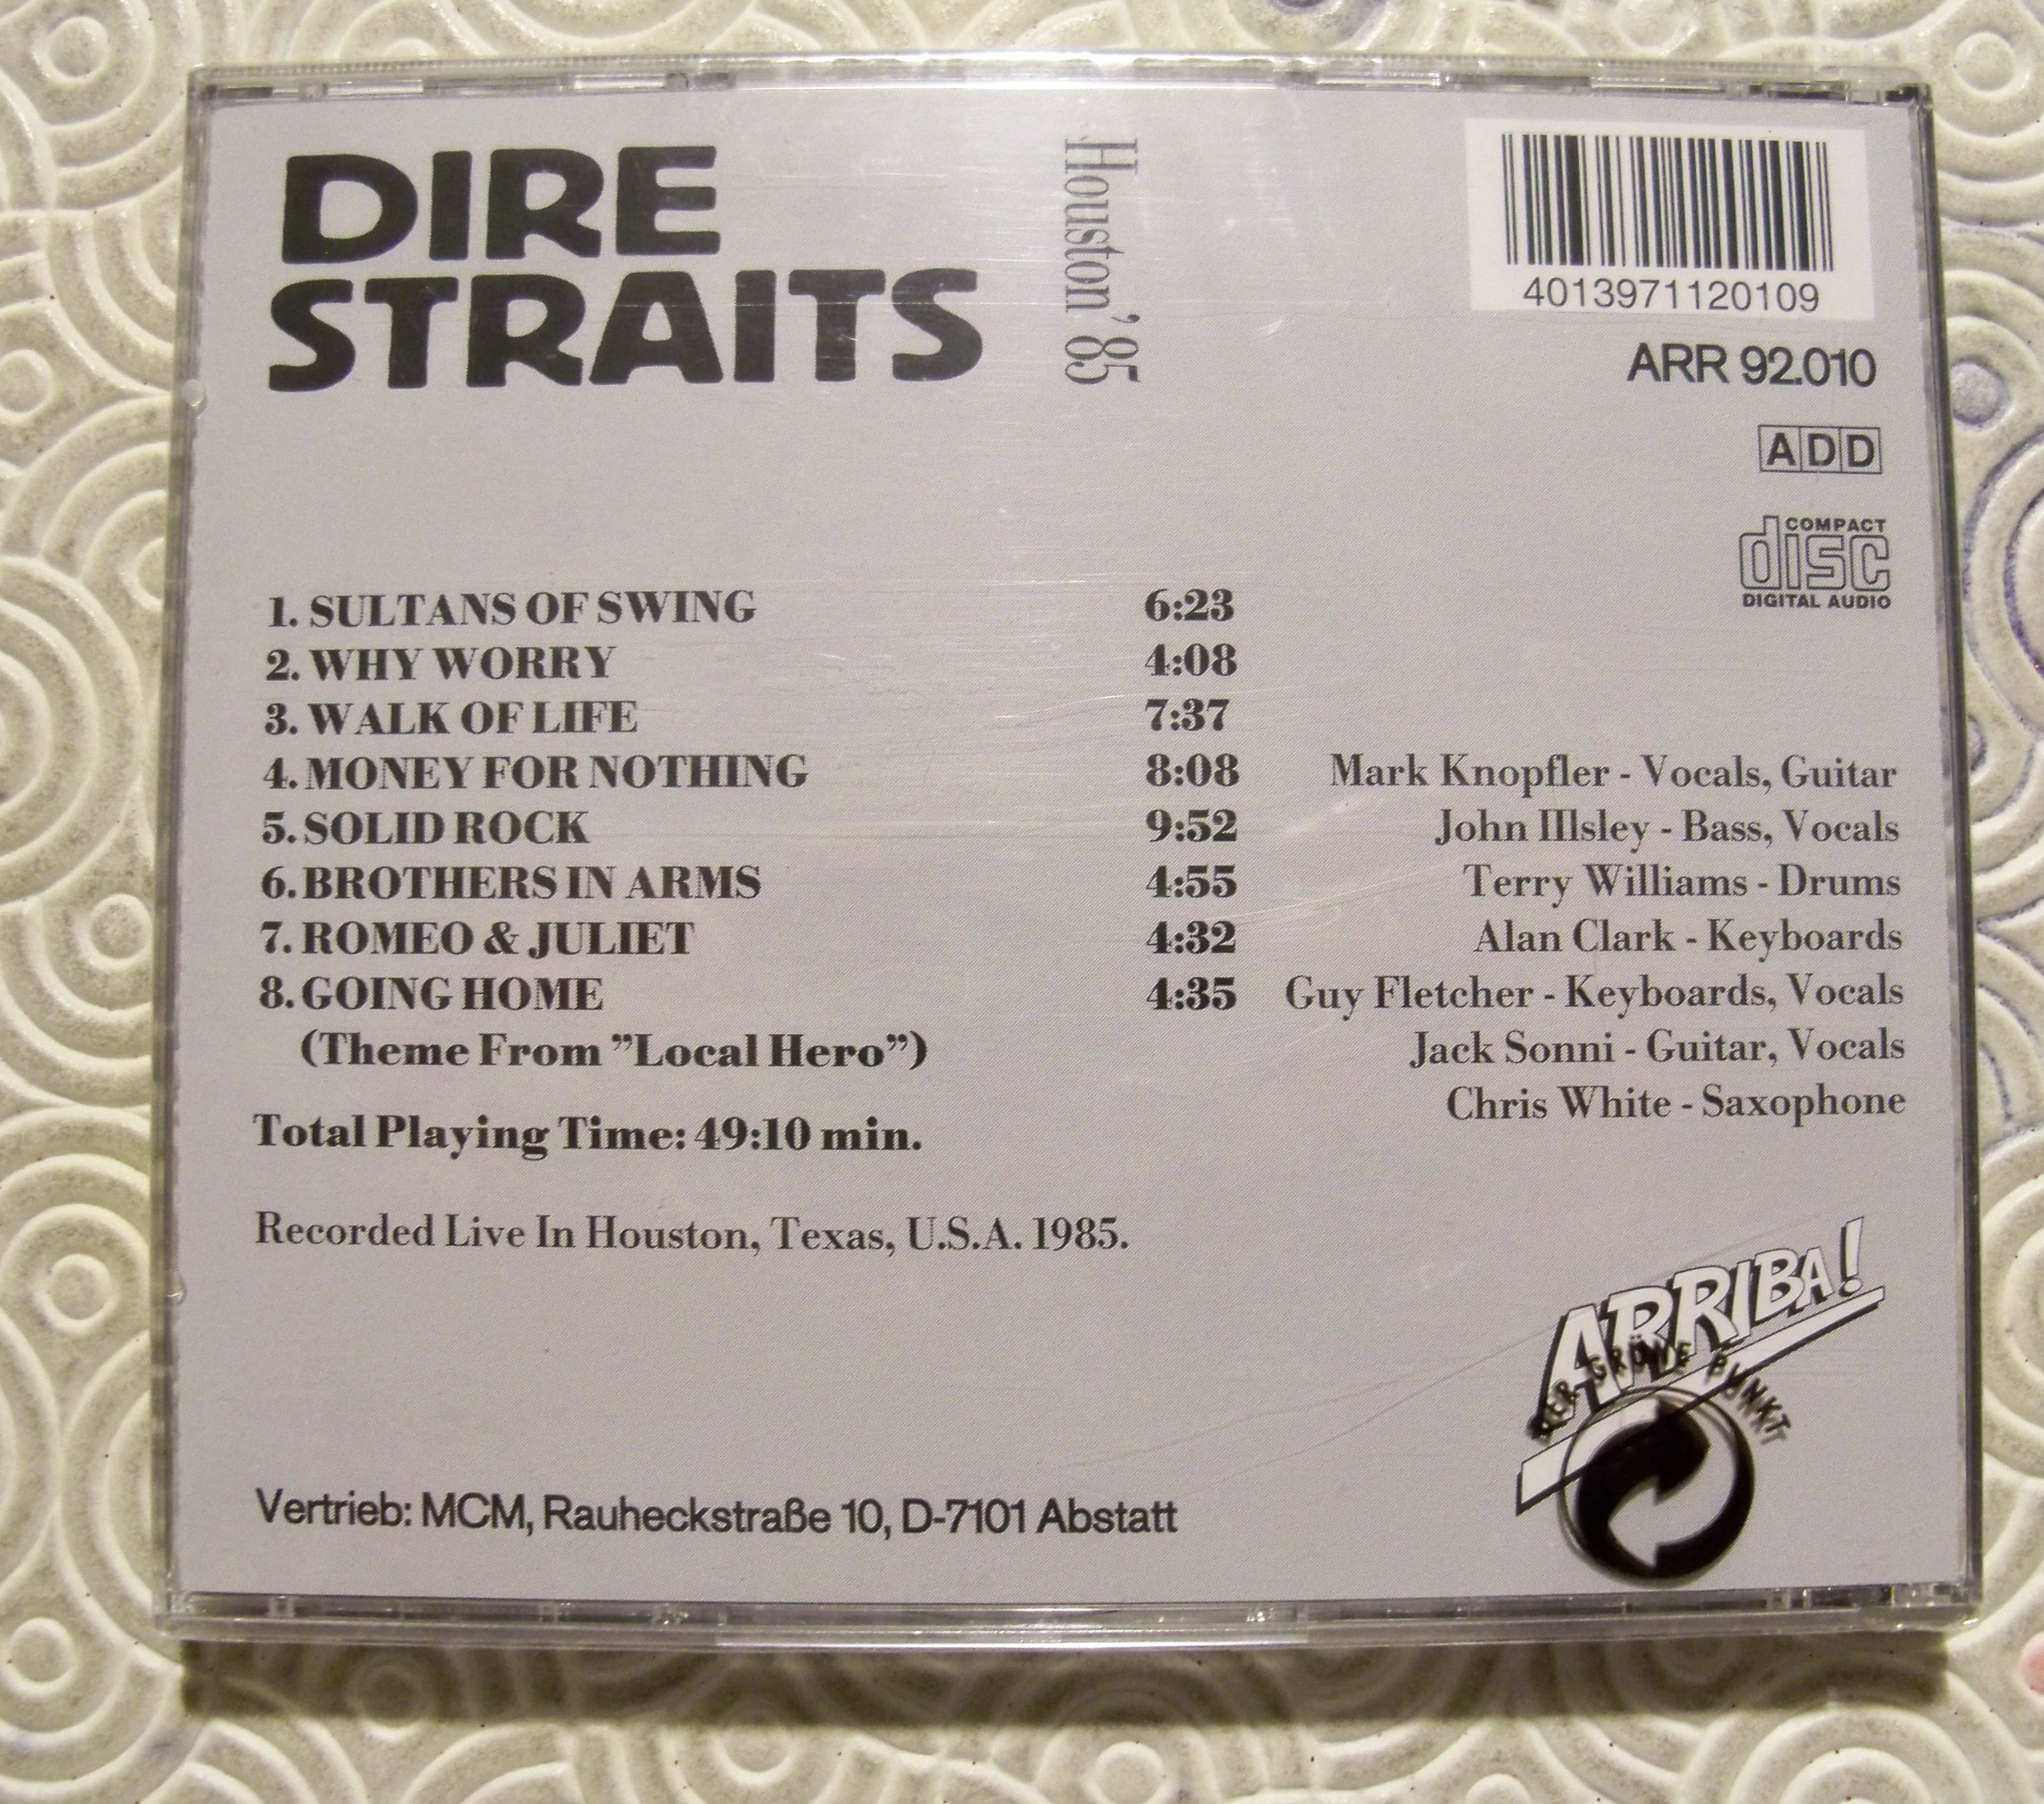 DIRE
STRAITS
Houston '85
4013971120109
ARR 92.010
ADD
COMPACT
disc
DIGITAL AUDIO
1. SULTANS OF SWING 6:23
2. WHY WORRY 4:08
3. WALK OF LIFE 7:37
4. MONEY FOR NOTHING 8:08
5. SOLID ROCK 9:52
6. BROTHERS IN ARMS 4:55
7. ROMEO & JULIET 4:32
8. GOING HOME 4:35
(Theme From ”Local Hero”)
Total Playing Time: 49:10 min.
Recorded Live In Houston, Texas, U.S.A. 1985.
Mark Knopfler - Vocals, Guitar
John Illsley - Bass, Vocals
Terry Williams - Drums
Alan Clark - Keyboards
Guy Fletcher - Keyboards, Vocals
Jack Sonni - Guitar, Vocals
Chris White - Saxophone
ARRIBA!
DER GRÜNE PUNKT
Vertrieb: MCM, Rauheckstraße 10, D-7101 Abstatt